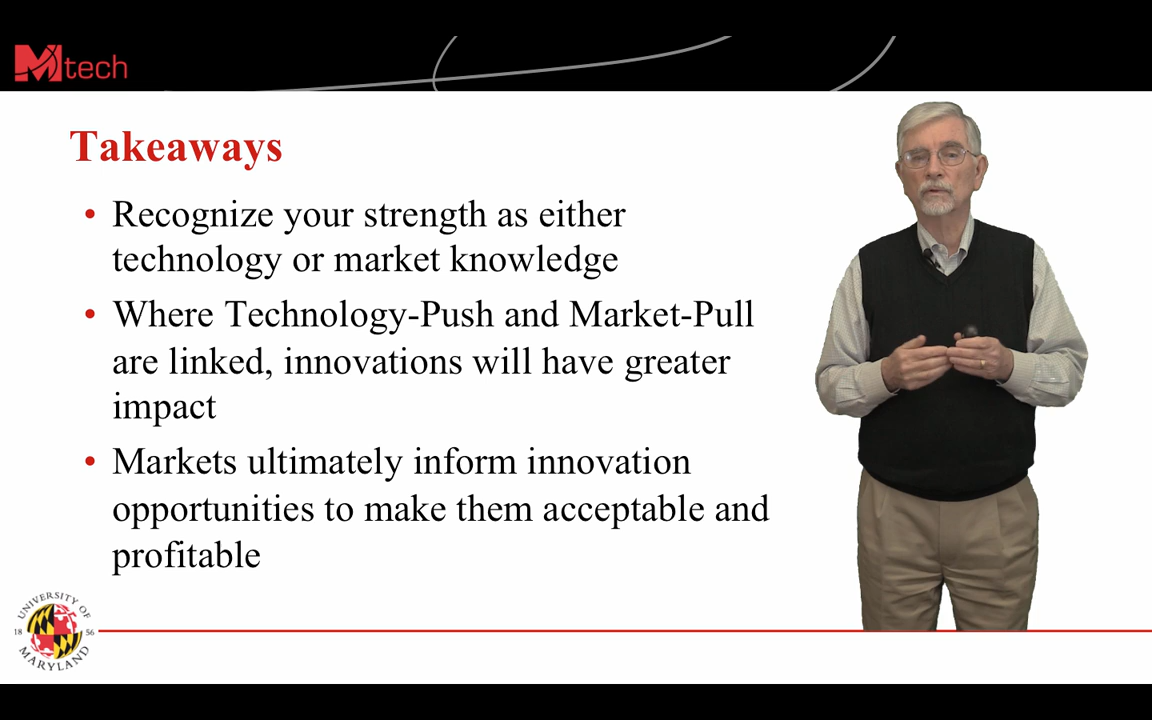 Mtech
Takeaways
• Recognize your strength as either
technology or market knowledge
• Where Technology-Push and Market-Pull
are linked, innovations will have greater
impact
• Markets ultimately inform innovation
opportunities to make them acceptable and
profitable
UNIVERSITY OF
18 56
MARYLAND